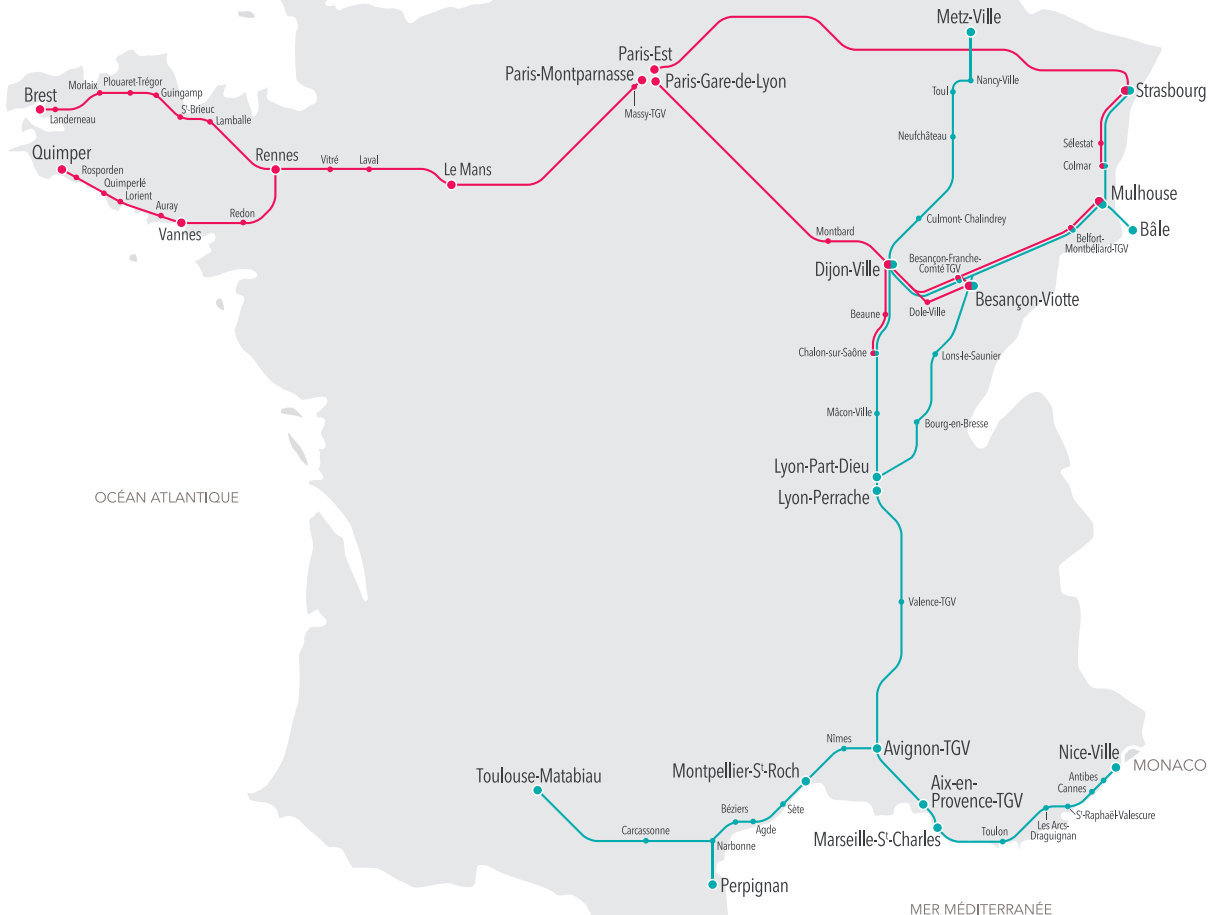 Metz-Ville
Paris-Est
Paris-Montparnasse
Paris-Gare-de-Lyon
Massy-TGV
Nancy-Ville
Toul
Strasbourg
Morlaix
Plouaret-Trégor
Guingamp
Brest
Landerneau
Sᵗ-Brieuc
Lamballe
Neufchâteau
Sélestat
Colmar
Quimper
Rosporden
Quimperlé
Lorient
Auray
Vannes
Redon
Rennes
Vitré
Laval
Le Mans
Mulhouse
Bâle
Culmont- Chalindrey
Montbard
Belfort-
Montbéliard-TGV
Dijon-Ville
Besançon-Franche-
Comté TGV
Besançon-Viotte
Beaune
Dole-Ville
Chalon-sur-Saône
Lons-le-Saunier
Mâcon-Ville
Bourg-en-Bresse
Lyon-Part-Dieu
Lyon-Perrache
OCÉAN ATLANTIQUE
Valence-TGV
Nîmes
Avignon-TGV
Nice-Ville
MONACO
Toulouse-Matabiau
Montpellier-Sᵗ-Roch
Aix-en-
Provence-TGV
Antibes
Cannes
Sᵗ-Raphaël-Valescure
Les Arcs-
Draguignan
Béziers
Sète
Agde
Carcassonne
Narbonne
Marseille-Sᵗ-Charles
Toulon
Perpignan
MER MÉDITERRANÉE